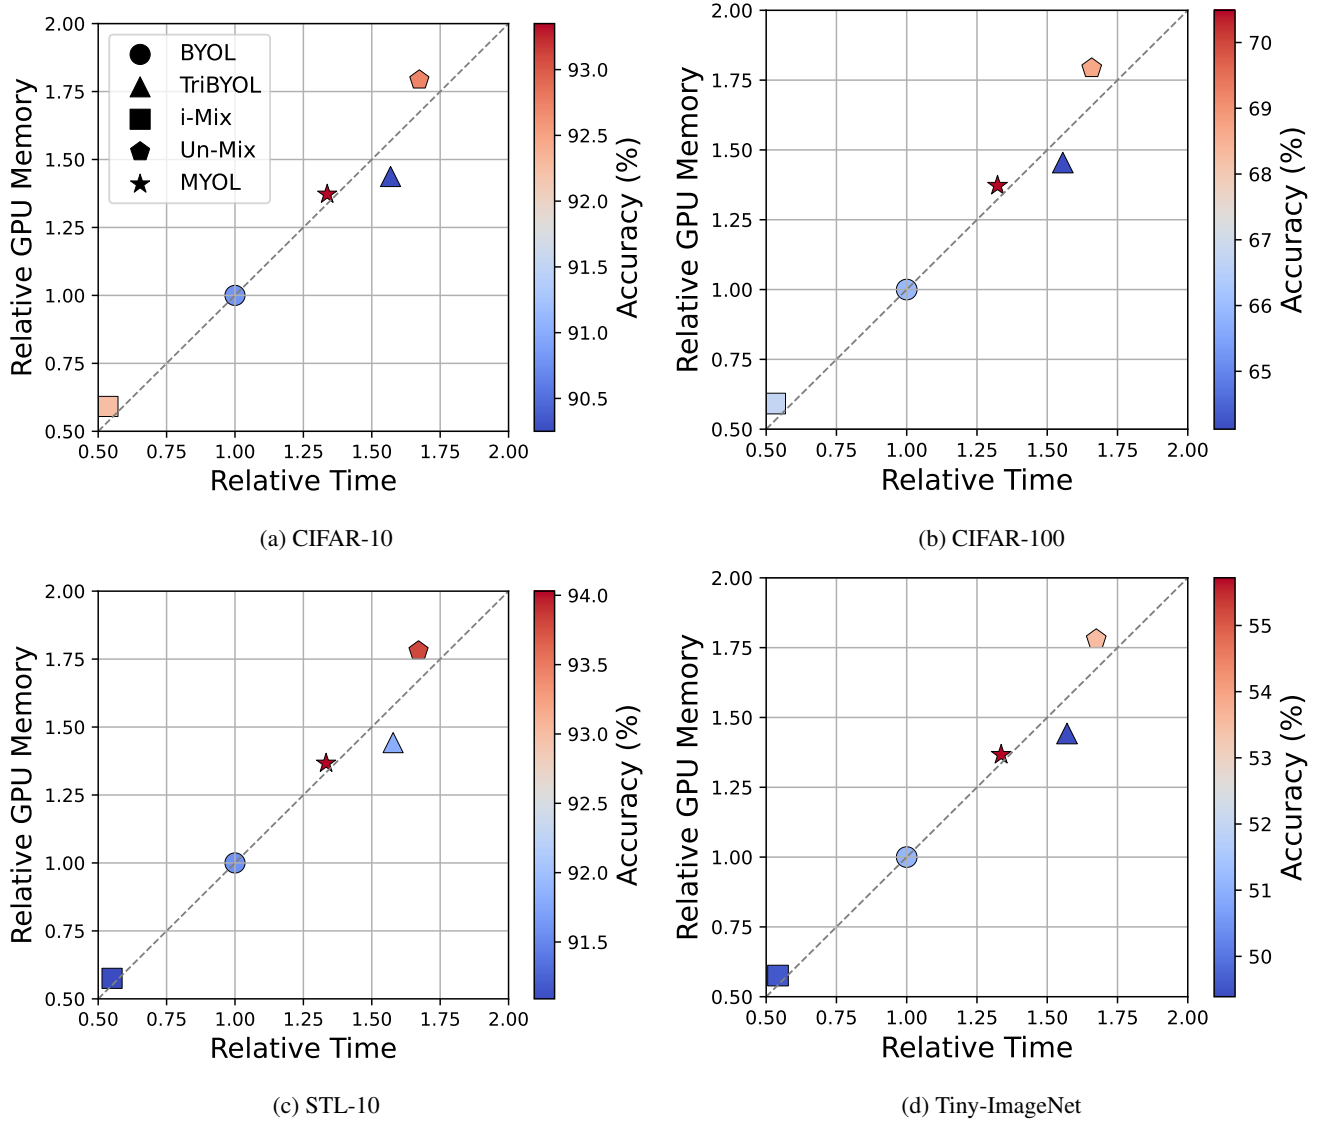 2.00
1.75
1.50
1.25
1.00
0.75
0.50
Relative GPU Memory
BYOL
TriBYOL
i-Mix
Un-Mix
MYOL
0.50 0.75 1.00 1.25 1.50 1.75 2.00
Relative Time
93.0
92.5
92.0
91.5
91.0
90.5
Accuracy (%)
(a) CIFAR-10
2.00
1.75
1.50
1.25
1.00
0.75
0.50
Relative GPU Memory
0.50 0.75 1.00 1.25 1.50 1.75 2.00
Relative Time
70
69
68
67
66
65
Accuracy (%)
(b) CIFAR-100
2.00
1.75
1.50
1.25
1.00
0.75
0.50
Relative GPU Memory
0.50 0.75 1.00 1.25 1.50 1.75 2.00
Relative Time
94.0
93.5
93.0
92.5
92.0
91.5
Accuracy (%)
(c) STL-10
2.00
1.75
1.50
1.25
1.00
0.75
0.50
Relative GPU Memory
0.50 0.75 1.00 1.25 1.50 1.75 2.00
Relative Time
55
54
53
52
51
50
Accuracy (%)
(d) Tiny-ImageNet